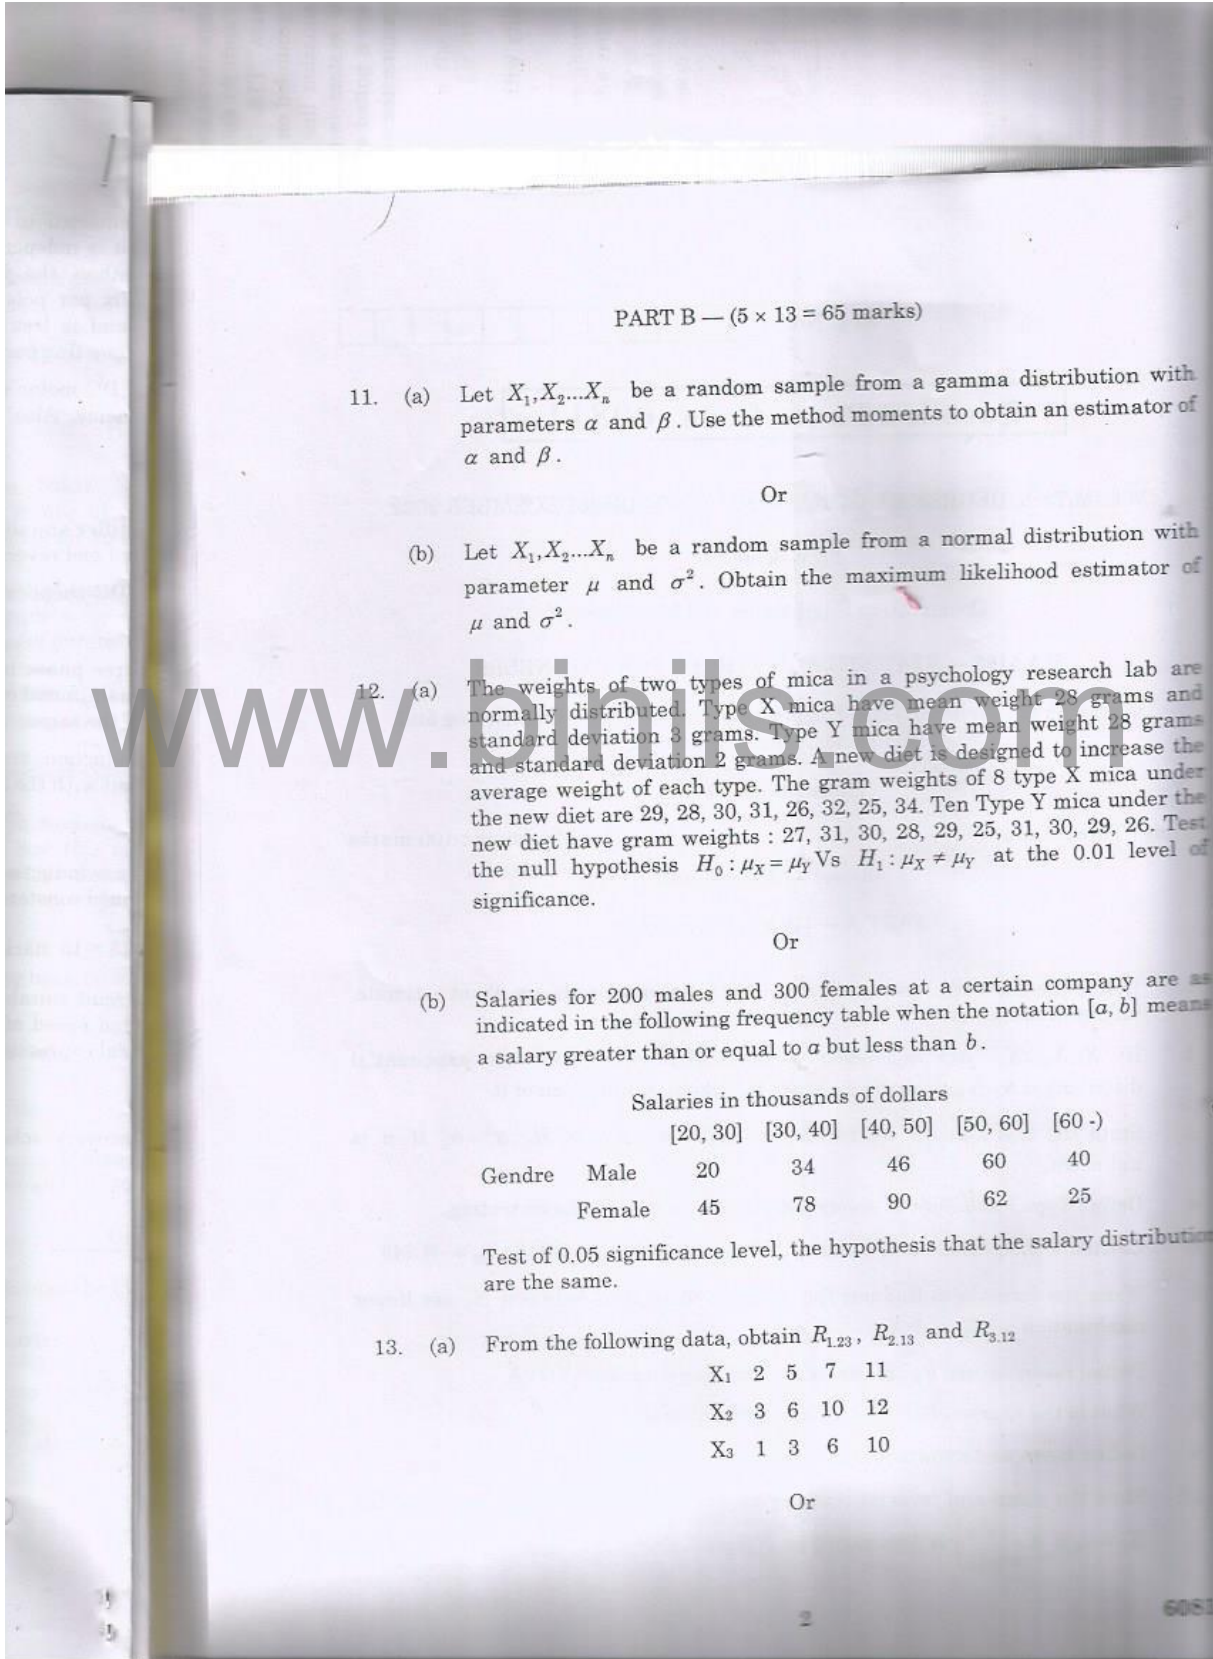 PART B — (5 × 13 = 65 marks)
11. (a) Let X₁,X₂...Xₙ be a random sample from a gamma distribution with
parameters α and β. Use the method moments to obtain an estimator of
α and β.
Or
(b) Let X₁,X₂...Xₙ be a random sample from a normal distribution with
parameter μ and σ². Obtain the maximum likelihood estimator of
μ and σ².
www.binils.com
12. (a) The weights of two types of mica in a psychology research lab are
normally distributed. Type X mica have mean weight 28 grams and
standard deviation 3 grams. Type Y mica have mean weight 28 grams
and standard deviation 2 grams. A new diet is designed to increase the
average weight of each type. The gram weights of 8 type X mica under
the new diet are 29, 28, 30, 31, 26, 32, 25, 34. Ten Type Y mica under the
new diet have gram weights : 27, 31, 30, 28, 29, 25, 31, 30, 29, 26. Test
the null hypothesis H₀ : μX = μY Vs H₁ : μX ≠ μY at the 0.01 level of
significance.
Or
(b) Salaries for 200 males and 300 females at a certain company are as
indicated in the following frequency table when the notation [a, b] means
a salary greater than or equal to a but less than b.
Salaries in thousands of dollars
[20, 30] [30, 40] [40, 50] [50, 60] [60 -)
Gendre Male 20 34 46 60 40
Female 45 78 90 62 25
Test of 0.05 significance level, the hypothesis that the salary distribution
are the same.
13. (a) From the following data, obtain R₁.₂₃, R₂.₁₃ and R₃.₁₂
X₁ 2 5 7 11
X₂ 3 6 10 12
X₃ 1 3 6 10
Or
2